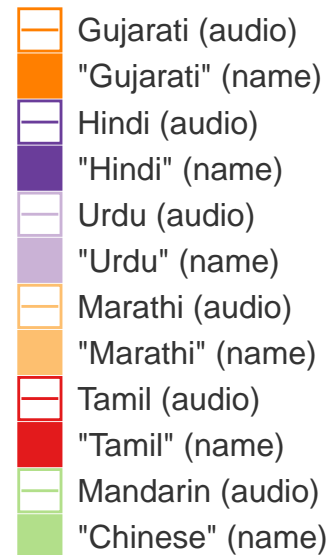 Gujarati (audio)
"Gujarati" (name)
Hindi (audio)
"Hindi" (name)
Urdu (audio)
"Urdu" (name)
Marathi (audio)
"Marathi" (name)
Tamil (audio)
"Tamil" (name)
Mandarin (audio)
"Chinese" (name)